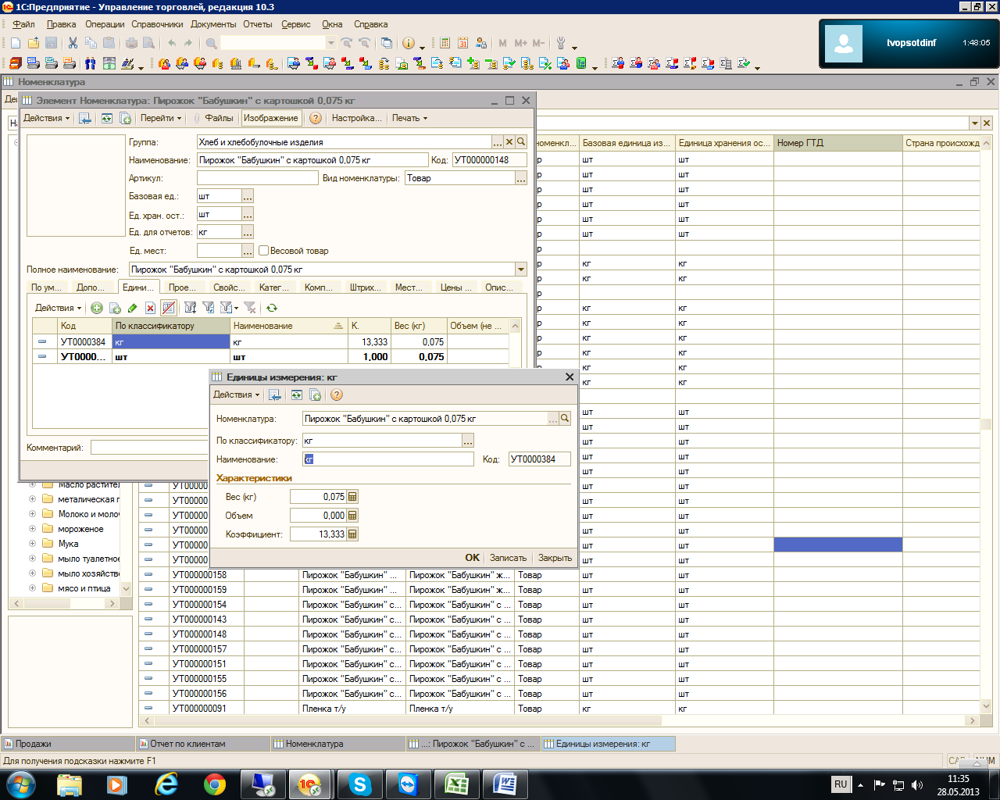 1С:Предприятие - Управление торговлей, редакция 10.3
Файл Правка Операции Справочники Документы Отчеты Сервис Окна Справка
M M+ M-
tvopsotdinf 1:48:05
Номенклатура
Элемент Номенклатура: Пирожок "Бабушкин" с картошкой 0,075 кг
Действия Перейти Файлы Изображение Настройка... Печать
Группа: Хлеб и хлебобулочные изделия
Наименование: Пирожок "Бабушкин" с картошкой 0,075 кг Код: УТ000000148
Артикул: Вид номенклатуры: Товар
Базовая ед.: шт
Ед. хран. ост.: шт
Ед. для отчетов: кг
Ед. мест: Весовой товар
Полное наименование: Пирожок "Бабушкин" с картошкой 0,075 кг
По ум... Допо... Едини... Прое... Свойс... Катег... Комп... Штрих... Мест... Цены ... Опис...
Действия
Код По классификатору Наименование К. Вес (кг) Объем (не ...
УТ0000384 кг кг 13,333 0,075
УТ0000... шт шт 1,000 0,075
Комментарий:
номенкл... Базовая единица из... Единица хранения ос... Номер ГТД Страна происхожд
р шт шт
р шт шт
р шт шт
р шт шт
р шт шт
р шт шт
р
р кг кг
р кг кг
р
р кг кг
р кг кг
р кг кг
р кг кг
р кг кг
р кг кг
шт шт
шт шт
шт шт
шт шт
шт шт
шт шт
шт шт
шт шт
шт шт
шт шт
шт шт
Единицы измерения: кг
Действия
Номенклатура: Пирожок "Бабушкин" с картошкой 0,075 кг
По классификатору: кг
Наименование: кг Код: УТ0000384
Характеристики
Вес (кг) 0,075
Объем 0,000
Коэффициент: 13,333
OK Записать Закрыть
Масло растител
металическая п
Молоко и молоч
мороженое
Мука
мыло туалетное
мыло хозяйстве
мясо и птица
УТ000000158 Пирожок "Бабушкин" ... Пирожок "Бабушкин" ж... Товар шт шт
УТ000000159 Пирожок "Бабушкин" ... Пирожок "Бабушкин" ж... Товар шт шт
УТ000000154 Пирожок "Бабушкин" с... Пирожок "Бабушкин" с ... Товар шт шт
УТ000000143 Пирожок "Бабушкин" с... Пирожок "Бабушкин" с ... Товар шт шт
УТ000000148 Пирожок "Бабушкин" с... Пирожок "Бабушкин" с ... Товар шт шт
УТ000000157 Пирожок "Бабушкин" с... Пирожок "Бабушкин" с ... Товар шт шт
УТ000000151 Пирожок "Бабушкин" с... Пирожок "Бабушкин" с ... Товар шт шт
УТ000000155 Пирожок "Бабушкин" с... Пирожок "Бабушкин" с ... Товар шт шт
УТ000000156 Пирожок "Бабушкин" с... Пирожок "Бабушкин" с ... Товар шт шт
УТ000000091 Пленка т/у Пленка т/у Товар кг кг
Продажи Отчет по клиентам Номенклатура ...: Пирожок "Бабушкин" с ... Единицы измерения: кг
Для получения подсказки нажмите F1 CAP NUM
RU 11:35
28.05.2013